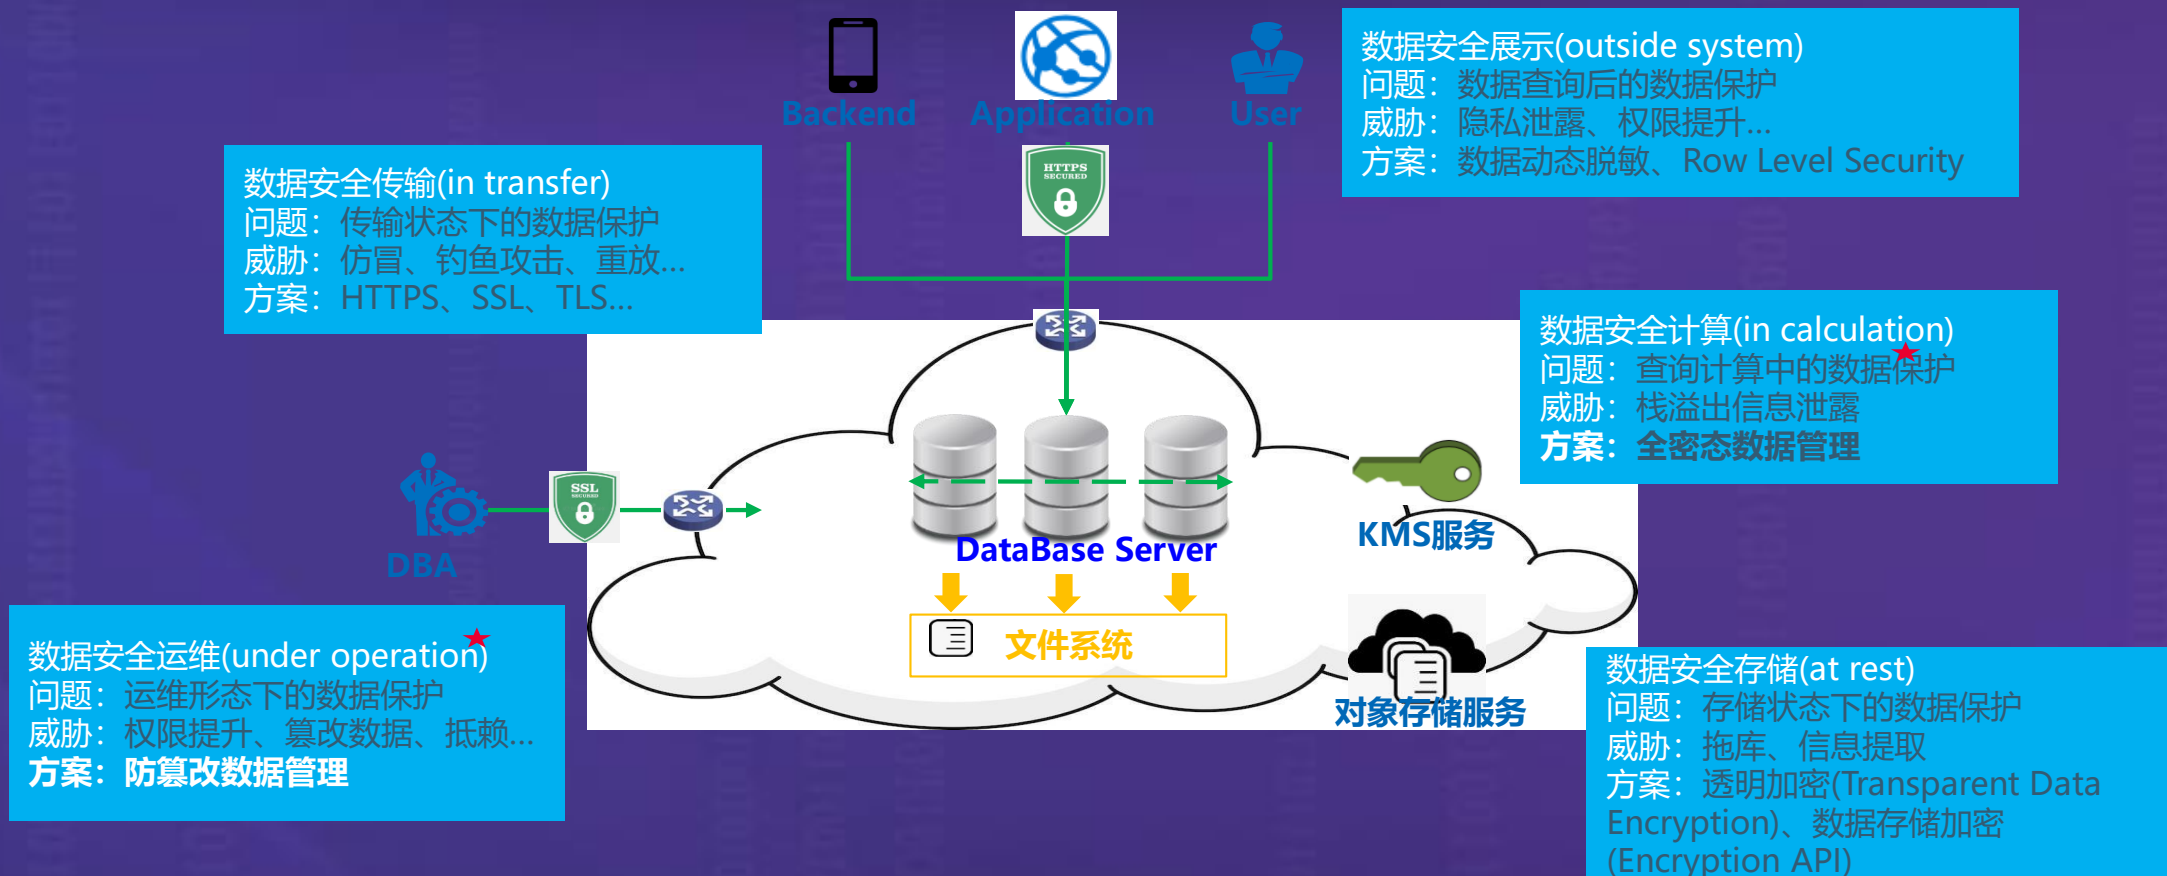 Backend
Application
User
HTTPS
SECURED
数据安全展示(outside system)
问题：数据查询后的数据保护
威胁：隐私泄露、权限提升...
方案：数据动态脱敏、Row Level Security
数据安全传输(in transfer)
问题：传输状态下的数据保护
威胁：仿冒、钓鱼攻击、重放...
方案：HTTPS、SSL、TLS...
数据安全计算(in calculation)
问题：查询计算中的数据保护
威胁：栈溢出信息泄露
方案：全密态数据管理
DBA
SSL
SECURED
DataBase Server
文件系统
KMS服务
对象存储服务
数据安全运维(under operation)
问题：运维形态下的数据保护
威胁：权限提升、篡改数据、抵赖...
方案：防篡改数据管理
数据安全存储(at rest)
问题：存储状态下的数据保护
威胁：拖库、信息提取
方案：透明加密(Transparent Data
Encryption)、数据存储加密
(Encryption API)